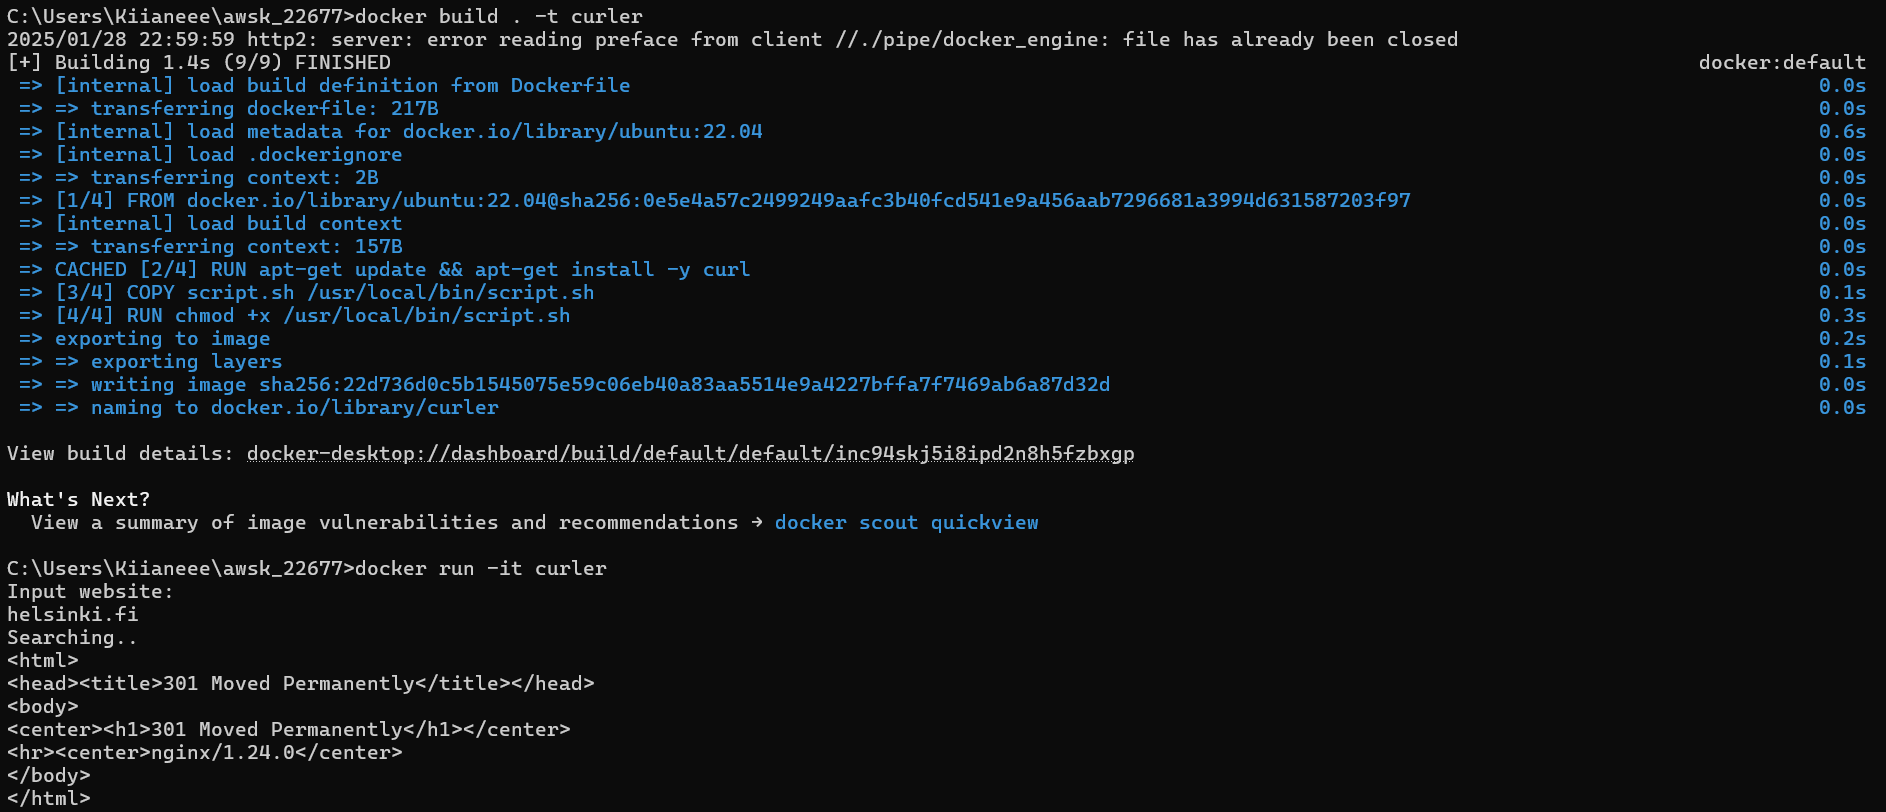 C:\Users\Kiianeee\awsk_22677>docker build . -t curler
2025/01/28 22:59:59 http2: server: error reading preface from client //./pipe/docker_engine: file has already been closed
[+] Building 1.4s (9/9) FINISHED docker:default
=> [internal] load build definition from Dockerfile 0.0s
=> => transferring dockerfile: 217B 0.0s
=> [internal] load metadata for docker.io/library/ubuntu:22.04 0.6s
=> [internal] load .dockerignore 0.0s
=> => transferring context: 2B 0.0s
=> [1/4] FROM docker.io/library/ubuntu:22.04@sha256:0e5e4a57c2499249aafc3b40fcd541e9a456aab7296681a3994d631587203f97 0.0s
=> [internal] load build context 0.0s
=> => transferring context: 157B 0.0s
=> CACHED [2/4] RUN apt-get update && apt-get install -y curl 0.0s
=> [3/4] COPY script.sh /usr/local/bin/script.sh 0.1s
=> [4/4] RUN chmod +x /usr/local/bin/script.sh 0.3s
=> exporting to image 0.2s
=> => exporting layers 0.1s
=> => writing image sha256:22d736d0c5b1545075e59c06eb40a83aa5514e9a4227bffa7f7469ab6a87d32d 0.0s
=> => naming to docker.io/library/curler 0.0s
View build details: docker-desktop://dashboard/build/default/default/inc94skj5i8ipd2n8h5fzbxgp
What's Next?
View a summary of image vulnerabilities and recommendations → docker scout quickview
C:\Users\Kiianeee\awsk_22677>docker run -it curler
Input website:
helsinki.fi
Searching..
<html>
<head><title>301 Moved Permanently</title></head>
<body>
<center><h1>301 Moved Permanently</h1></center>
<hr><center>nginx/1.24.0</center>
</body>
</html>